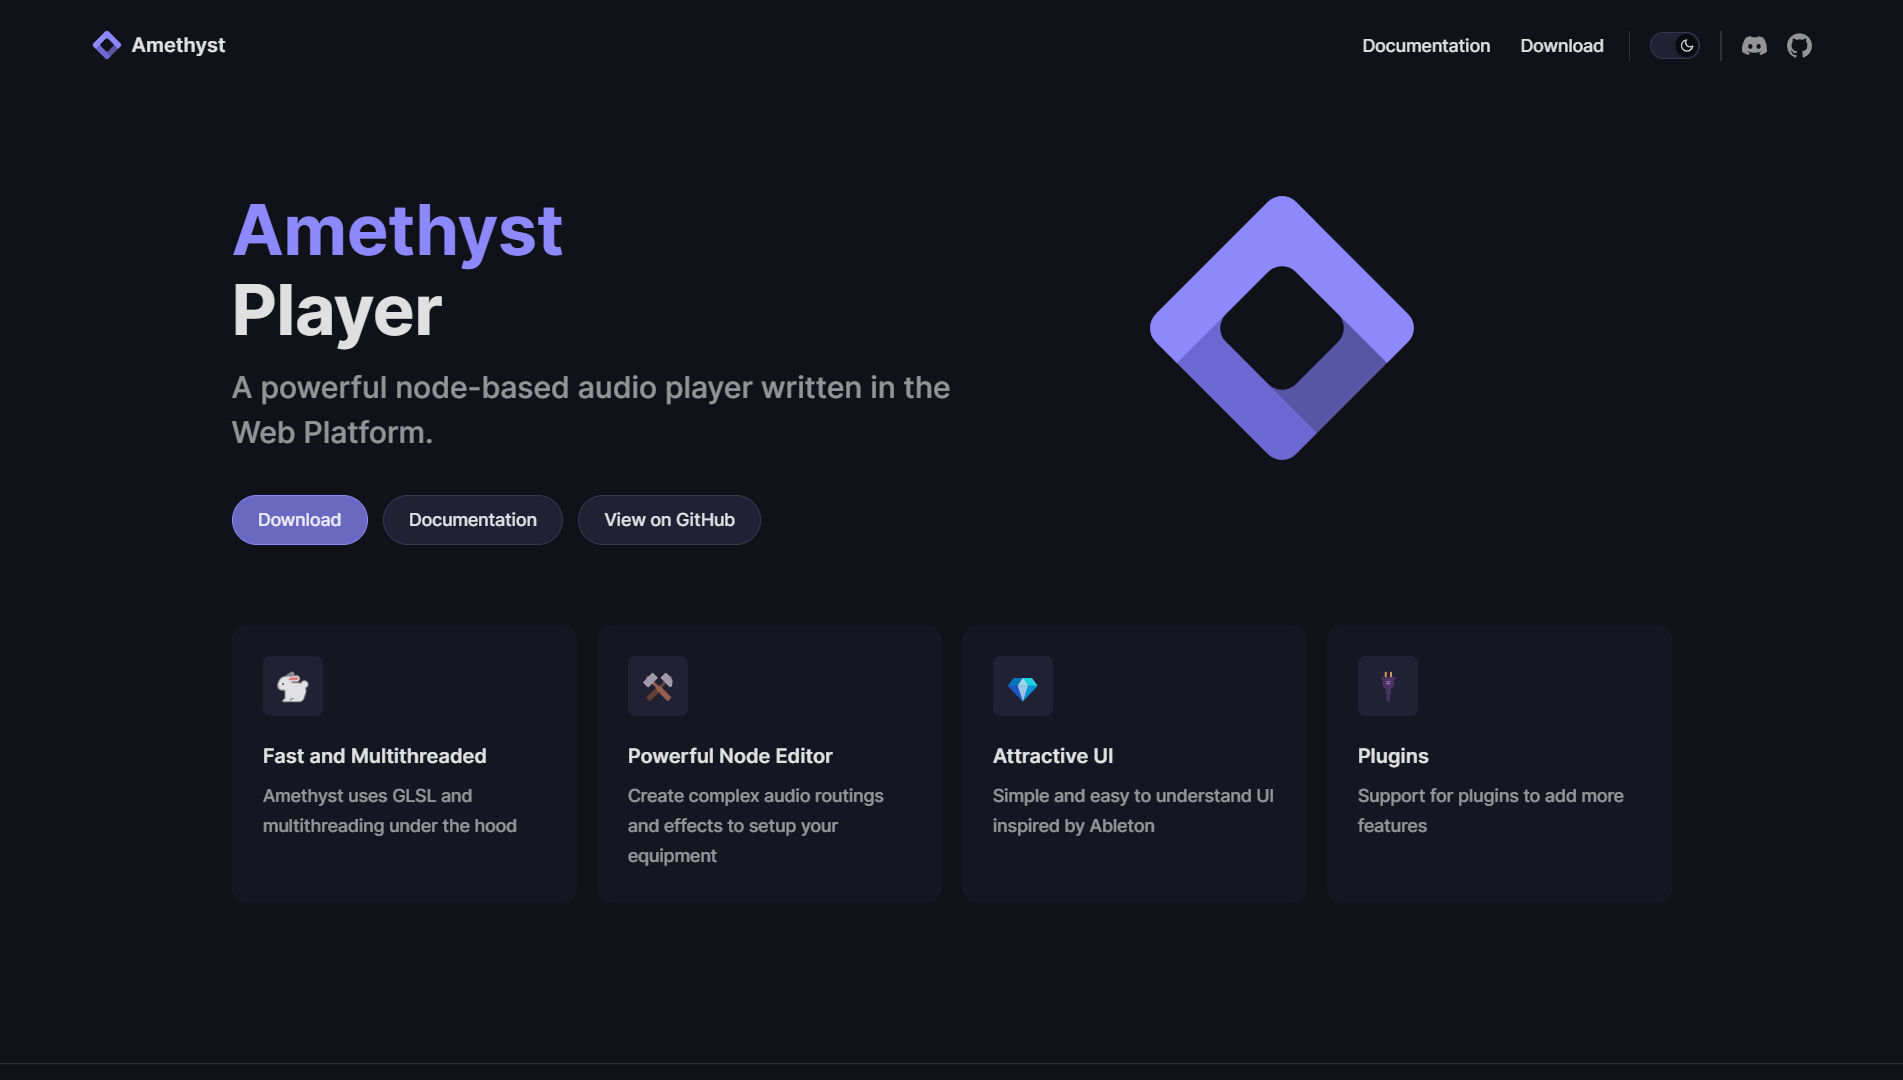 Amethyst
Documentation
Download
Amethyst
Player
A powerful node-based audio player written in the
Web Platform.
Download
Documentation
View on GitHub
Fast and Multithreaded
Amethyst uses GLSL and
multithreading under the hood
Powerful Node Editor
Create complex audio routings
and effects to setup your
equipment
Attractive UI
Simple and easy to understand UI
inspired by Ableton
Plugins
Support for plugins to add more
features